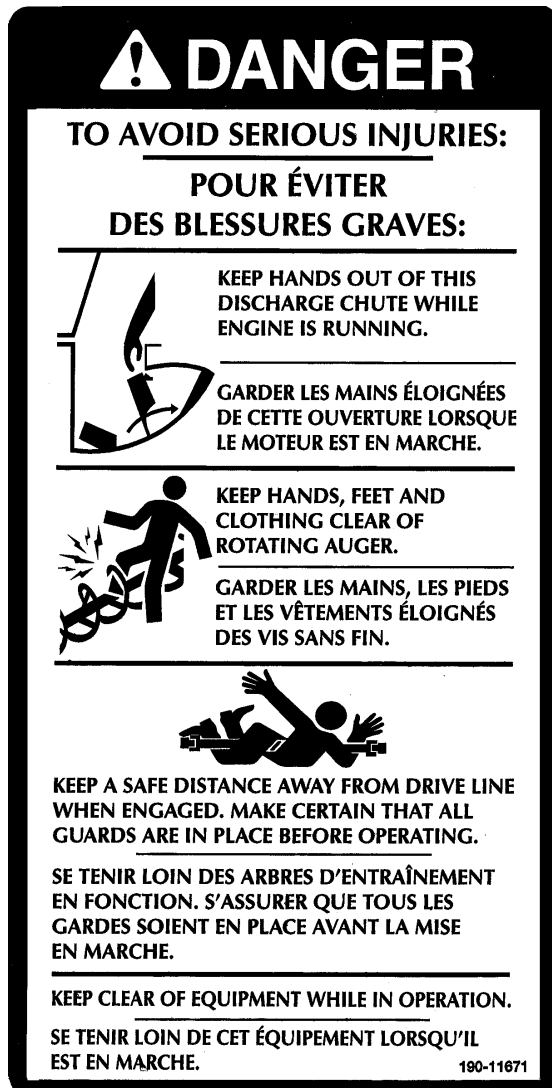 DANGER
TO AVOID SERIOUS INJURIES:
POUR ÉVITER
DES BLESSURES GRAVES:
KEEP HANDS OUT OF THIS
DISCHARGE CHUTE WHILE
ENGINE IS RUNNING.
GARDER LES MAINS ÉLOIGNÉES
DE CETTE OUVERTURE LORSQUE
LE MOTEUR EST EN MARCHE.
KEEP HANDS, FEET AND
CLOTHING CLEAR OF
ROTATING AUGER.
GARDER LES MAINS, LES PIEDS
ET LES VÊTEMENTS ÉLOIGNÉS
DES VIS SANS FIN.
KEEP A SAFE DISTANCE AWAY FROM DRIVE LINE
WHEN ENGAGED. MAKE CERTAIN THAT ALL
GUARDS ARE IN PLACE BEFORE OPERATING.
SE TENIR LOIN DES ARBRES D'ENTRAÎNEMENT
EN FONCTION. S'ASSURER QUE TOUS LES
GARDES SOIENT EN PLACE AVANT LA MISE
EN MARCHE.
KEEP CLEAR OF EQUIPMENT WHILE IN OPERATION.
SE TENIR LOIN DE CET ÉQUIPEMENT LORSQU'IL
EST EN MARCHE.
190-11671